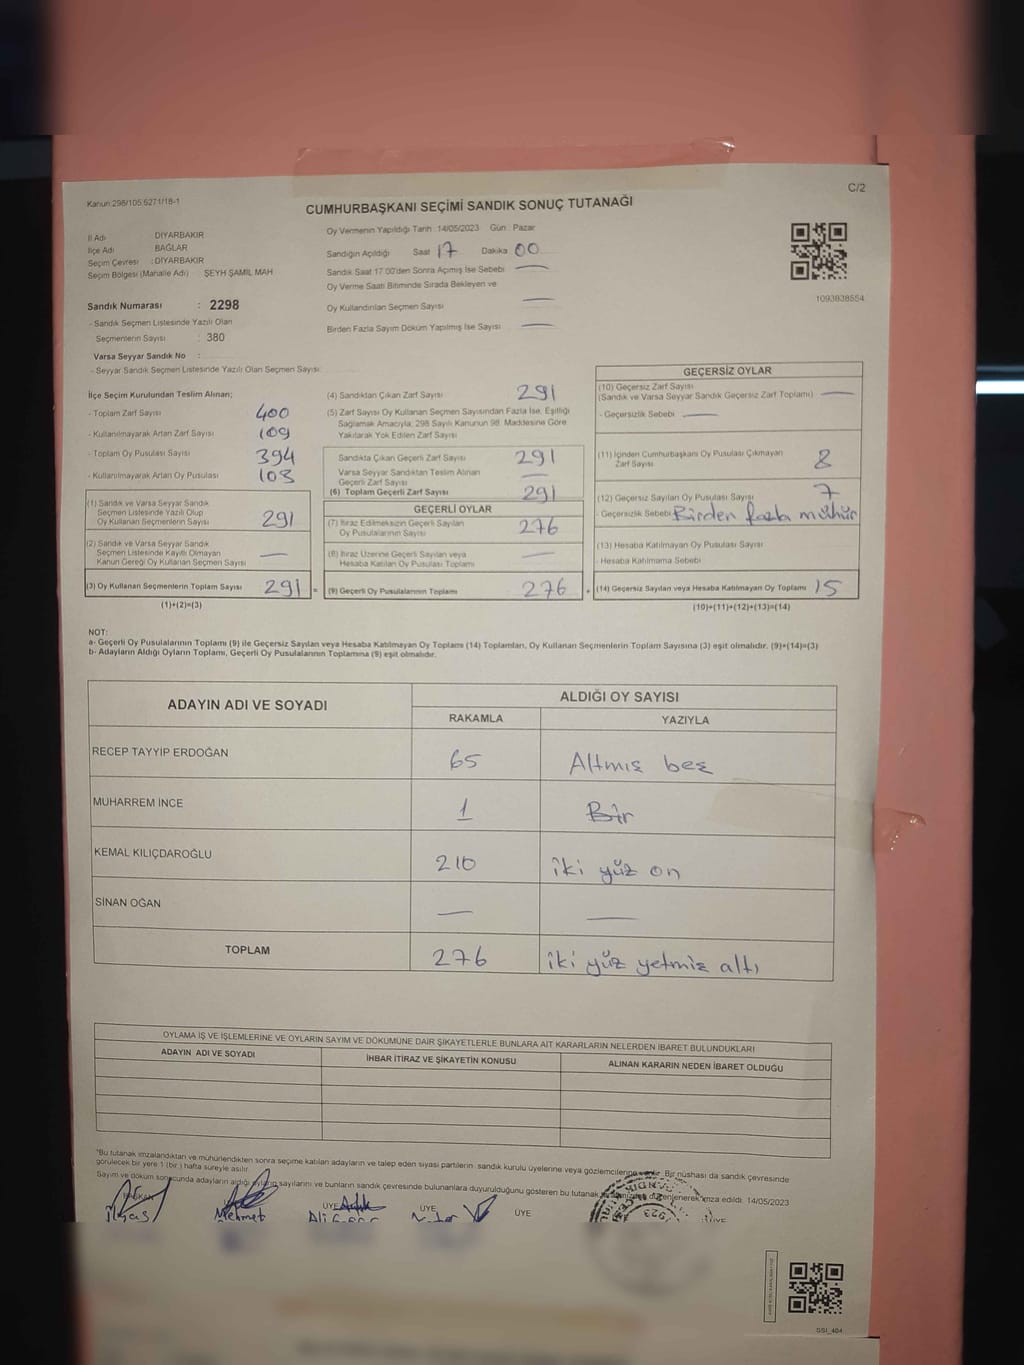 C/2
Kanun:298/105,6271/18-1
CUMHURBAŞKANI SEÇİMİ SANDIK SONUÇ TUTANAĞI
İl Adı DİYARBAKIR
İlçe Adı BAĞLAR
Seçim Çevresi : DİYARBAKIR
Seçim Bölgesi (Mahalle Adı) ŞEYH ŞAMİL MAH
Sandık Numarası : 2298
- Sandık Seçmen Listesinde Yazılı Olan
Seçmenlerin Sayısı : 380
Varsa Seyyar Sandık No :
- Seyyar Sandık Seçmen Listesinde Yazılı Olan Seçmen Sayısı:
Oy Vermenin Yapıldığı Tarih :14/05/2023 Gün : Pazar
Sandığın Açıldığı Saat 17 Dakika 00
Sandık Saat 17.00'den Sonra Açılmış İse Sebebi —
Oy Verme Saati Bitiminde Sırada Bekleyen ve
Oy Kullandırılan Seçmen Sayısı —
Birden Fazla Sayım Döküm Yapılmış İse Sayısı —
1093838554
İlçe Seçim Kurulundan Teslim Alınan;
- Toplam Zarf Sayısı 400
- Kullanılmayarak Artan Zarf Sayısı 109
- Toplam Oy Pusulası Sayısı 394
- Kullanılmayarak Artan Oy Pusulası 103
(1) Sandık ve Varsa Seyyar Sandık
Seçmen Listesinde Yazılı Olup
Oy Kullanan Seçmenlerin Sayısı 291
(2) Sandık ve Varsa Seyyar Sandık
Seçmen Listesinde Kayıtlı Olmayan
Kanun Gereği Oy Kullanan Seçmen Sayısı —
(3) Oy Kullanan Seçmenlerin Toplam Sayısı 291 =
(1)+(2)=(3)
(4) Sandıktan Çıkan Zarf Sayısı 291
(5) Zarf Sayısı Oy Kullanan Seçmen Sayısından Fazla İse, Eşitliği
Sağlamak Amacıyla; 298 Sayılı Kanunun 98. Maddesine Göre
Yakılarak Yok Edilen Zarf Sayısı
Sandıkta Çıkan Geçerli Zarf Sayısı 291
Varsa Seyyar Sandıktan Teslim Alınan
Geçerli Zarf Sayısı —
(6) Toplam Geçerli Zarf Sayısı 291
GEÇERLİ OYLAR
(7) İtiraz Edilmeksizin Geçerli Sayılan
Oy Pusulalarının Sayısı 276
(8) İtiraz Üzerine Geçerli Sayılan veya
Hesaba Katılan Oy Pusulası Toplamı —
(9) Geçerli Oy Pusulalarının Toplamı 276 +
GEÇERSİZ OYLAR
(10) Geçersiz Zarf Sayısı
(Sandık ve Varsa Seyyar Sandık Geçersiz Zarf Toplamı) —
- Geçersizlik Sebebi —
(11) İçinden Cumhurbaşkanı Oy Pusulası Çıkmayan
Zarf Sayısı 8
(12) Geçersiz Sayılan Oy Pusulası Sayısı 7
- Geçersizlik Sebebi Birden fazla mühür
(13) Hesaba Katılmayan Oy Pusulası Sayısı
- Hesaba Katılmama Sebebi
(14) Geçersiz Sayılan veya Hesaba Katılmayan Oy Toplamı 15
(10)+(11)+(12)+(13)=(14)
NOT:
a- Geçerli Oy Pusulalarının Toplamı (9) ile Geçersiz Sayılan veya Hesaba Katılmayan Oy Toplamı (14) Toplamları, Oy Kullanan Seçmenlerin Toplam Sayısına (3) eşit olmalıdır. (9)+(14)=(3)
b- Adayların Aldığı Oyların Toplamı, Geçerli Oy Pusulalarının Toplamına (9) eşit olmalıdır.
ADAYIN ADI VE SOYADI
ALDIĞI OY SAYISI
RAKAMLA YAZIYLA
RECEP TAYYİP ERDOĞAN 65 Altmış beş
MUHARREM İNCE 1 Bir
KEMAL KILIÇDAROĞLU 210 iki yüz on
SİNAN OĞAN — —
TOPLAM 276 iki yüz yetmiş altı
OYLAMA İŞ VE İŞLEMLERİNE VE OYLARIN SAYIM VE DÖKÜMÜNE DAİR ŞİKAYETLERLE BUNLARA AİT KARARLARIN NELERDEN İBARET BULUNDUKLARI
ADAYIN ADI VE SOYADI İHBAR İTİRAZ VE ŞİKAYETİN KONUSU ALINAN KARARIN NEDEN İBARET OLDUĞU
"Bu tutanak imzalandıktan ve mühürlendikten sonra seçime katılan adayların ve talep eden siyasi partilerin sandık kurulu üyelerine veya gözlemcilerine verilir. Bir nüshası da sandık çevresinde
görülecek bir yere 1 (bir) hafta süreyle asılır.
Sayım ve döküm sonucunda adayların aldığı oyların sayılarını ve bunların sandık çevresinde bulunanlara duyurulduğunu gösteren bu tutanak imza edildi. 14/05/2023
BAŞKAN ÜYE ÜYE ÜYE ÜYE
İlyas Mehmet Ali
SSİ_404